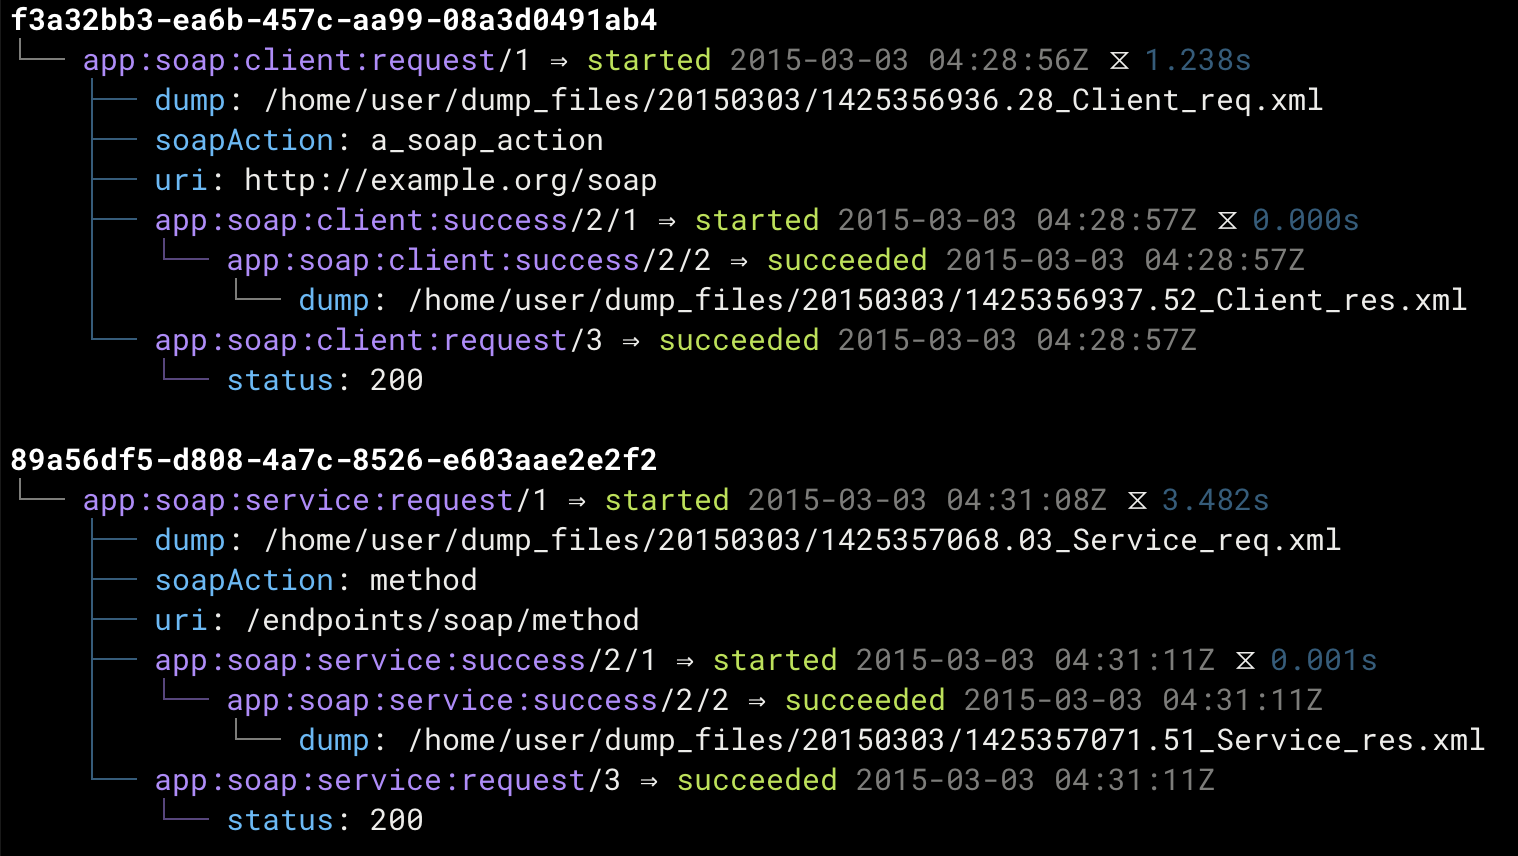 f3a32bb3-ea6b-457c-aa99-08a3d0491ab4
└── app:soap:client:request/1 ⇒ started 2015-03-03 04:28:56Z ⧖ 1.238s
├── dump: /home/user/dump_files/20150303/1425356936.28_Client_req.xml
├── soapAction: a_soap_action
├── uri: http://example.org/soap
├── app:soap:client:success/2/1 ⇒ started 2015-03-03 04:28:57Z ⧖ 0.000s
│   └── app:soap:client:success/2/2 ⇒ succeeded 2015-03-03 04:28:57Z
│       └── dump: /home/user/dump_files/20150303/1425356937.52_Client_res.xml
└── app:soap:client:request/3 ⇒ succeeded 2015-03-03 04:28:57Z
    └── status: 200
89a56df5-d808-4a7c-8526-e603aae2e2f2
└── app:soap:service:request/1 ⇒ started 2015-03-03 04:31:08Z ⧖ 3.482s
├── dump: /home/user/dump_files/20150303/1425357068.03_Service_req.xml
├── soapAction: method
├── uri: /endpoints/soap/method
├── app:soap:service:success/2/1 ⇒ started 2015-03-03 04:31:11Z ⧖ 0.001s
│   └── app:soap:service:success/2/2 ⇒ succeeded 2015-03-03 04:31:11Z
│       └── dump: /home/user/dump_files/20150303/1425357071.51_Service_res.xml
└── app:soap:service:request/3 ⇒ succeeded 2015-03-03 04:31:11Z
    └── status: 200